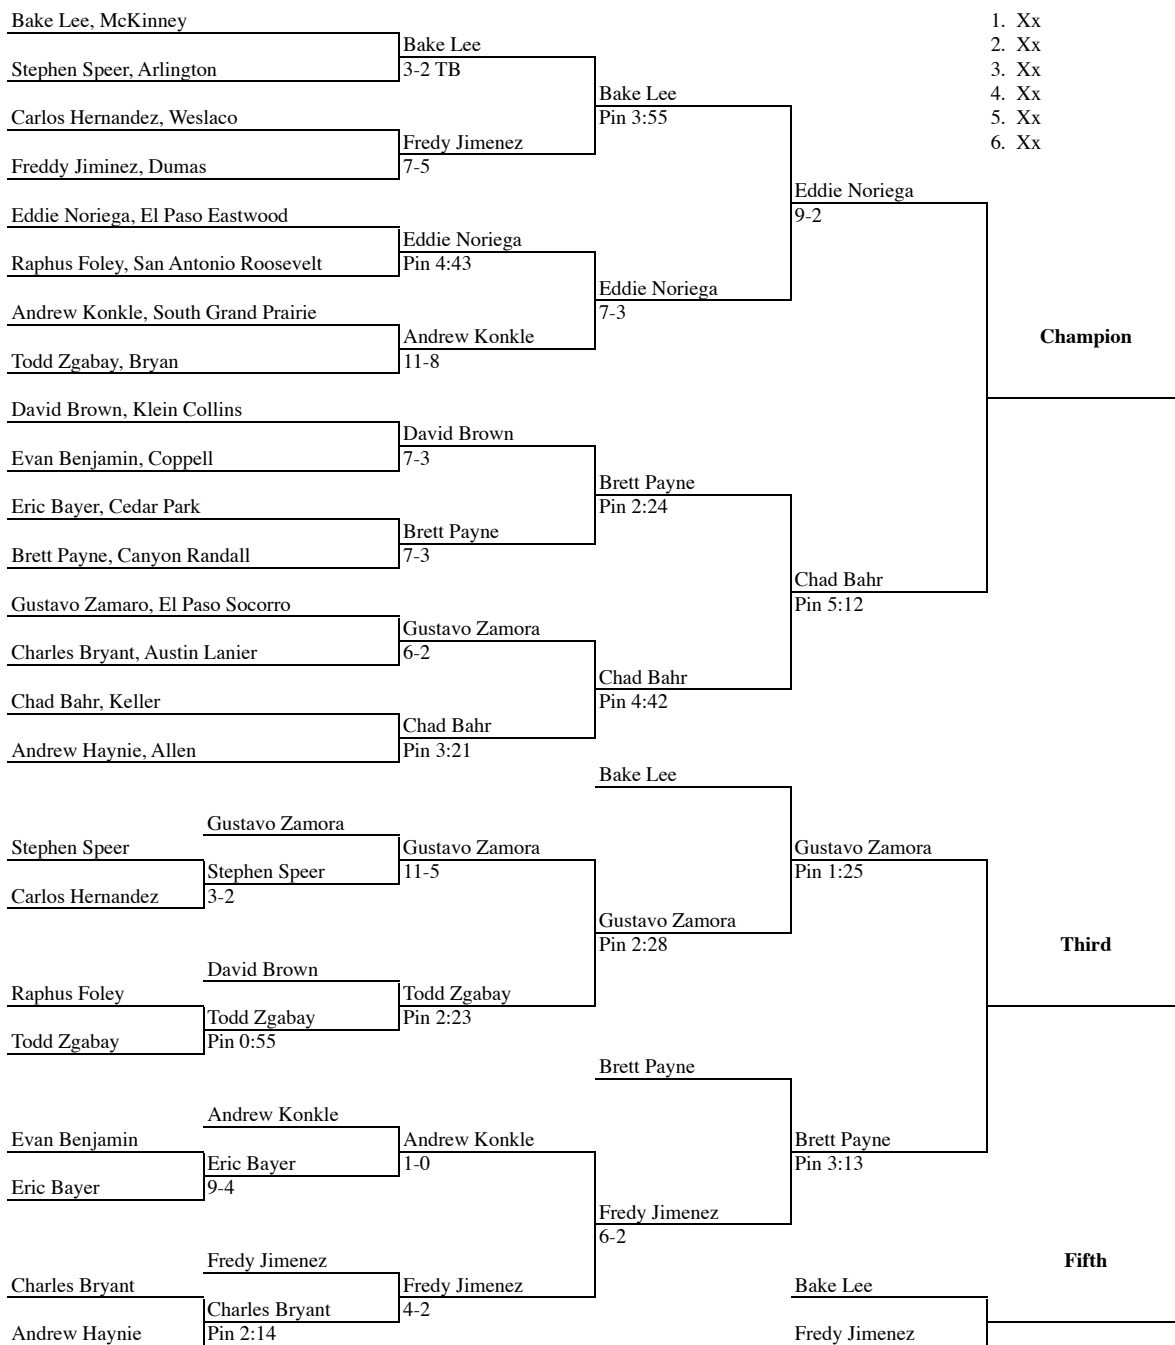 Bake Lee, McKinney
1. Xx
2. Xx
3. Xx
4. Xx
5. Xx
6. Xx
Bake Lee
Stephen Speer, Arlington
3-2 TB
Bake Lee
Carlos Hernandez, Weslaco
Pin 3:55
Fredy Jimenez
Freddy Jiminez, Dumas
7-5
Eddie Noriega
Eddie Noriega, El Paso Eastwood
9-2
Eddie Noriega
Raphus Foley, San Antonio Roosevelt
Pin 4:43
Eddie Noriega
Andrew Konkle, South Grand Prairie
7-3
Andrew Konkle
Champion
Todd Zgabay, Bryan
11-8
David Brown, Klein Collins
David Brown
Evan Benjamin, Coppell
7-3
Brett Payne
Eric Bayer, Cedar Park
Pin 2:24
Brett Payne
Brett Payne, Canyon Randall
7-3
Chad Bahr
Gustavo Zamaro, El Paso Socorro
Pin 5:12
Gustavo Zamora
Charles Bryant, Austin Lanier
6-2
Chad Bahr
Chad Bahr, Keller
Pin 4:42
Chad Bahr
Andrew Haynie, Allen
Pin 3:21
Bake Lee
Gustavo Zamora
Stephen Speer
Gustavo Zamora
Gustavo Zamora
Stephen Speer
11-5
Pin 1:25
Carlos Hernandez
3-2
Gustavo Zamora
Pin 2:28
Third
David Brown
Raphus Foley
Todd Zgabay
Todd Zgabay
Pin 2:23
Todd Zgabay
Pin 0:55
Brett Payne
Andrew Konkle
Evan Benjamin
Andrew Konkle
Brett Payne
Eric Bayer
1-0
Pin 3:13
Eric Bayer
9-4
Fredy Jimenez
6-2
Fredy Jimenez
Fifth
Charles Bryant
Fredy Jimenez
Bake Lee
Charles Bryant
4-2
Andrew Haynie
Pin 2:14
Fredy Jimenez